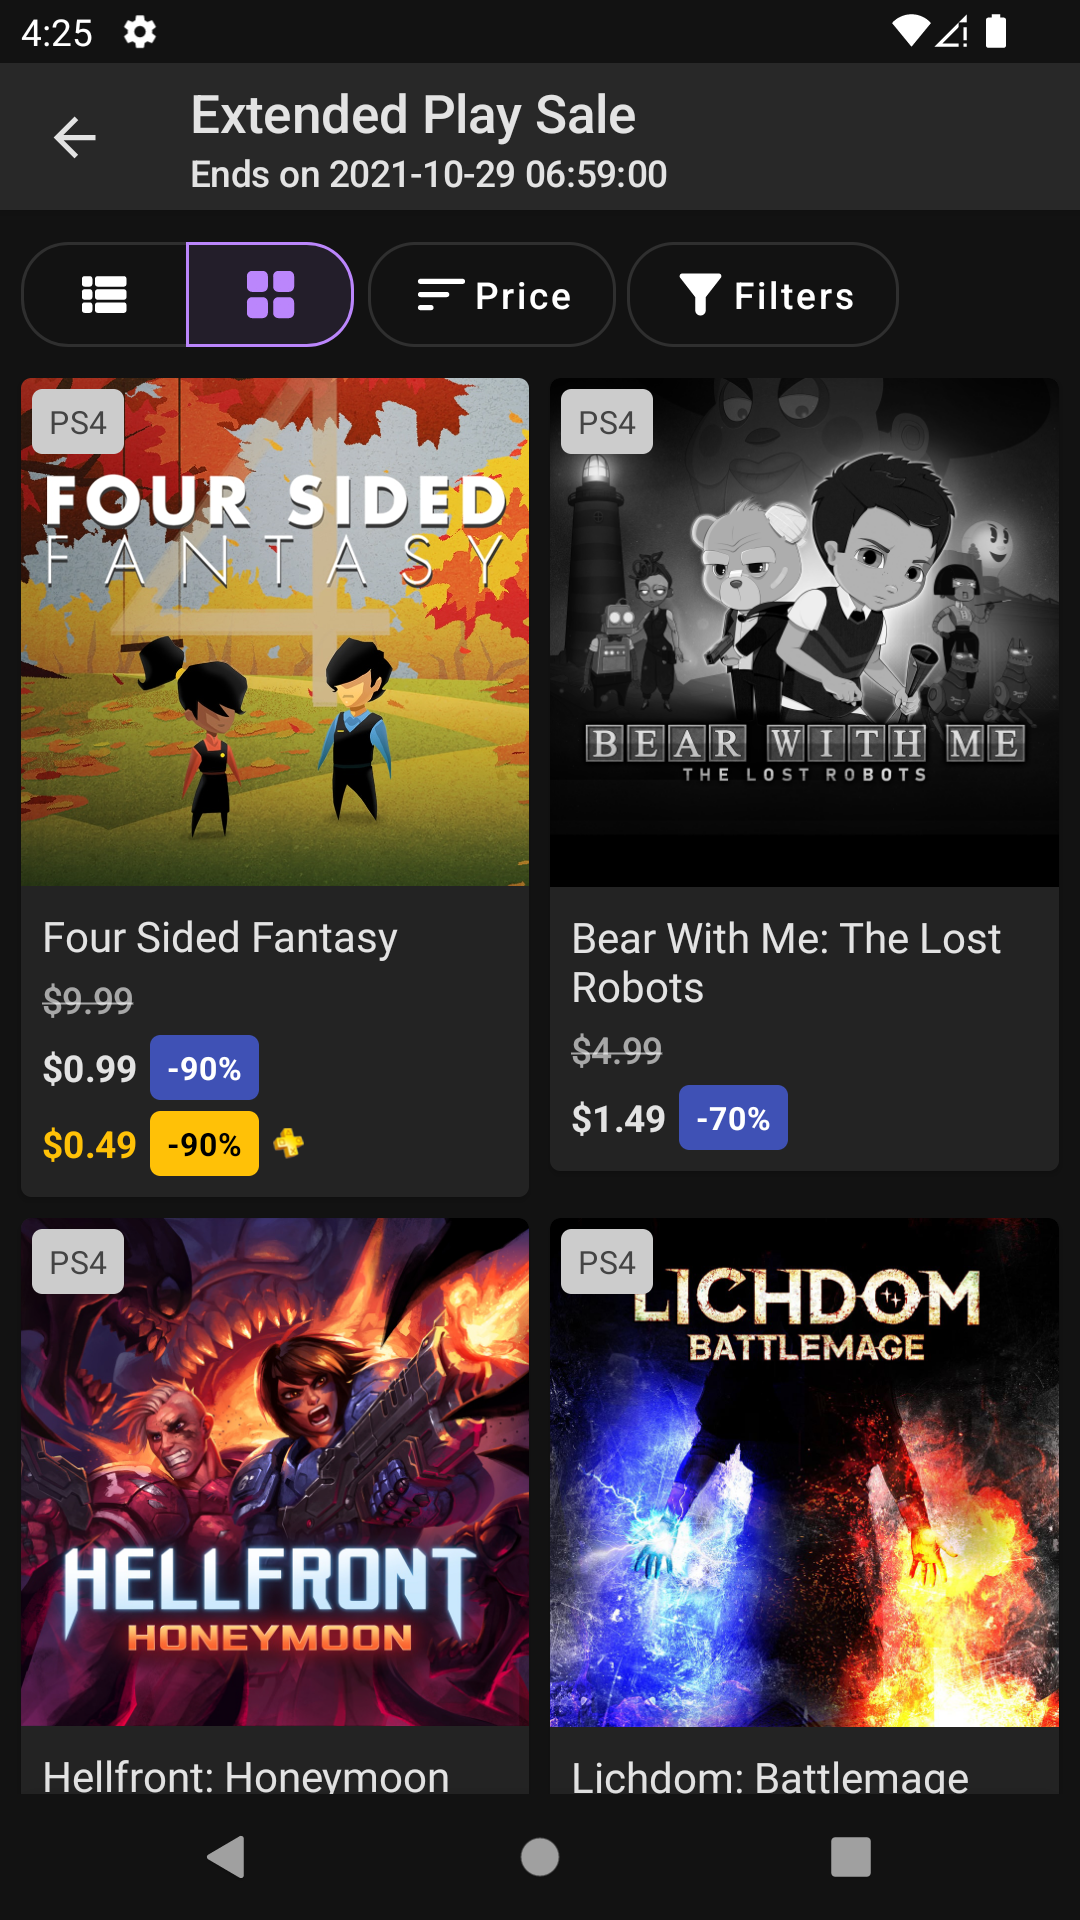 4:25
Extended Play Sale
Ends on 2021-10-29 06:59:00
Price
Filters
PS4
FOUR SIDED
FANTASY
4
Four Sided Fantasy
$9.99
$0.99 -90%
$0.49 -90%
PS4
BEAR WITH ME
THE LOST ROBOTS
Bear With Me: The Lost
Robots
$4.99
$1.49 -70%
PS4
HELLFRONT
HONEYMOON
Hellfront: Honeymoon
PS4
LICHDOM
BATTLEMAGE
Lichdom: Battlemage